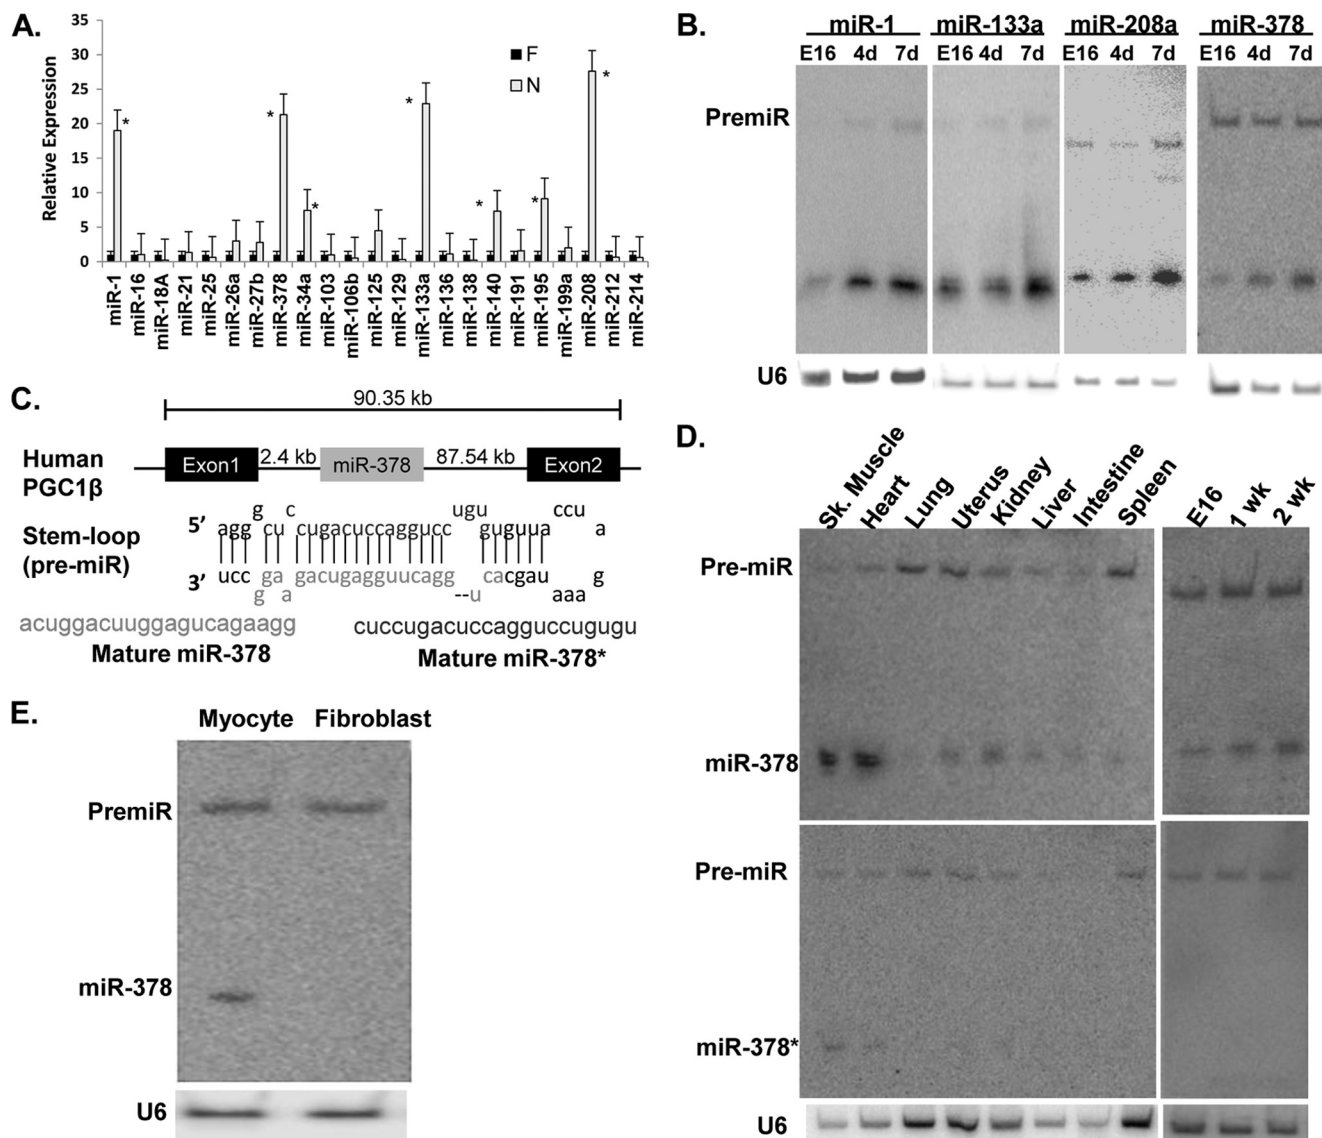 A.
Relative Expression
35
30
25
20
15
10
5
0
F
N
*
*
*
*
*
*
*
miR-1
miR-16
miR-18A
miR-21
miR-25
miR-26a
miR-27b
miR-378
miR-34a
miR-103
miR-106b
miR-125
miR-129
miR-133a
miR-136
miR-138
miR-140
miR-191
miR-195
miR-199a
miR-208
miR-212
miR-214
B.
miR-1 miR-133a miR-208a miR-378
E16 4d 7d E16 4d 7d E16 4d 7d E16 4d 7d
PremiR
U6
C.
90.35 kb
Human PGC1β
Exon1 2.4 kb miR-378 87.54 kb Exon2
Stem-loop
(pre-miR)
g c ugu ccu
5’ agg cu cugacuccaggucc guguua a
3’ ucc ga gacugagguucagg cacgau g
g a --u aaa
acuggacuuggagucagaagg
Mature miR-378
cuccugacuccagguccugugu
Mature miR-378*
D.
Sk. Muscle
Heart
Lung
Uterus
Kidney
Liver
Intestine
Spleen
E16
1 wk
2 wk
Pre-miR
miR-378
Pre-miR
miR-378*
U6
E.
Myocyte Fibroblast
PremiR
miR-378
U6